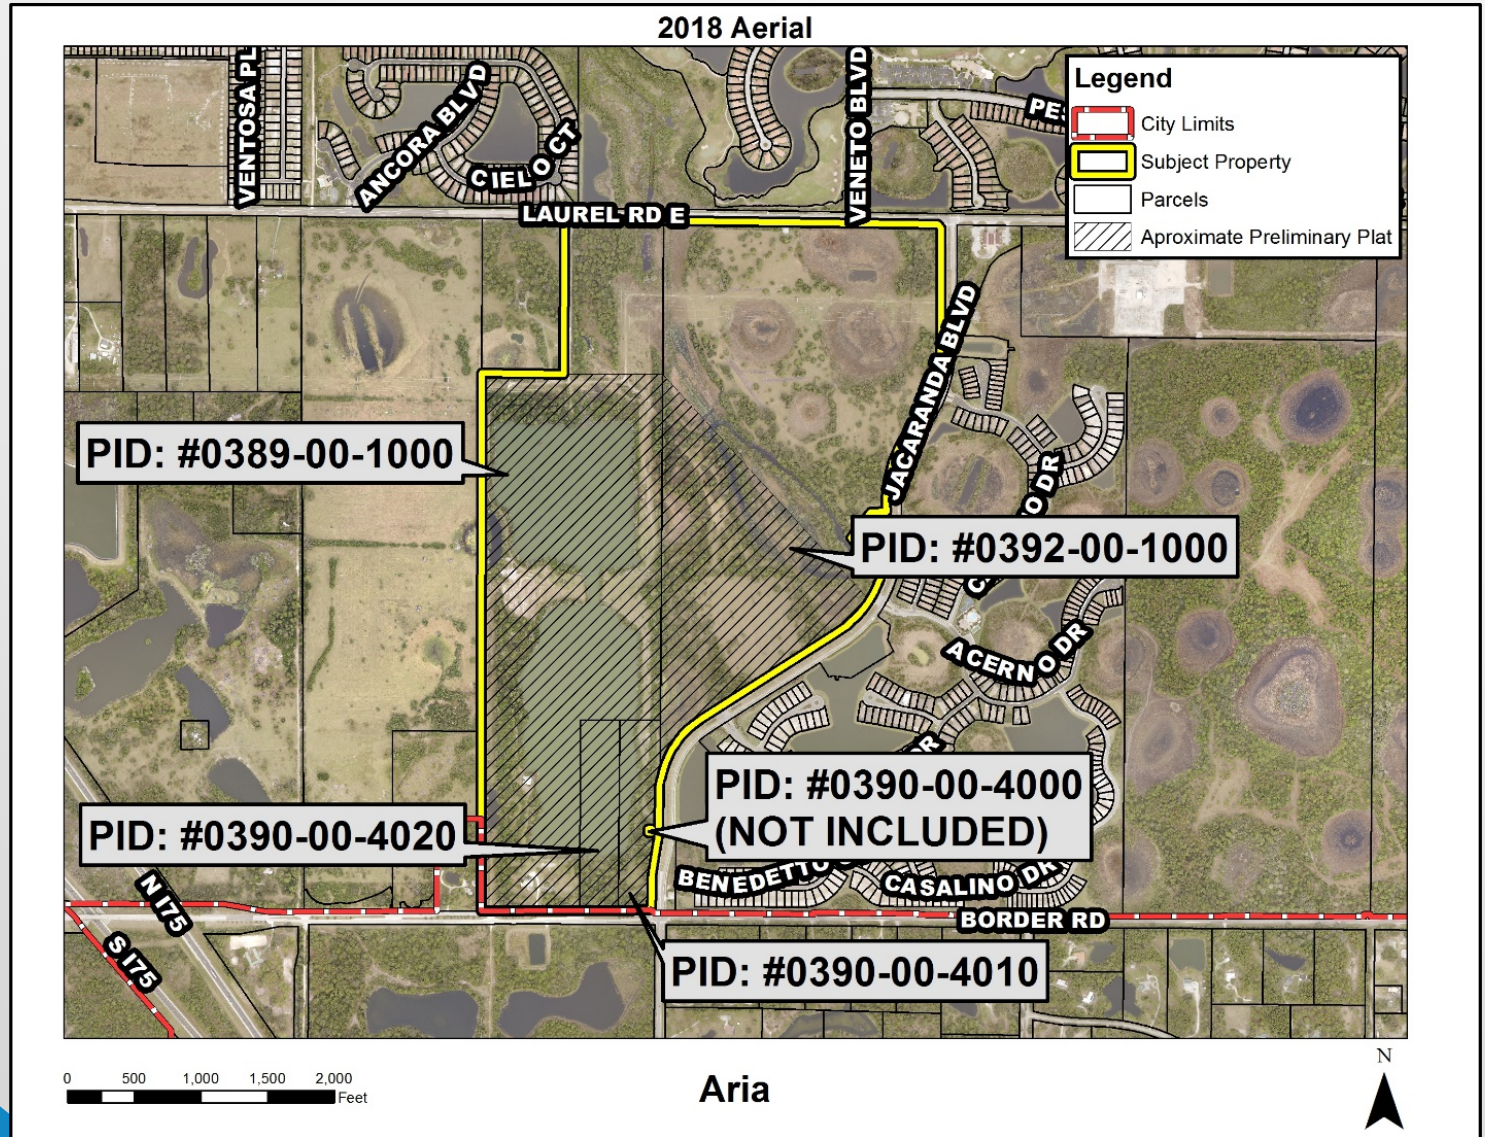 2018 Aerial
VENTOSA PL
ANCORA BLVD
CIELO CT
VENETO BLVD
Legend
City Limits
Subject Property
Parcels
Aproximate Preliminary Plat
LAUREL RD E
JACARANDA BLVD
PID: #0389-00-1000
PID: #0392-00-1000
ACERNO DR
PID: #0390-00-4000
(NOT INCLUDED)
PID: #0390-00-4020
BENEDETTO
CASALINO DR
BORDER RD
N I75
S I75
PID: #0390-00-4010
0 500 1,000 1,500 2,000
Feet
Aria
N